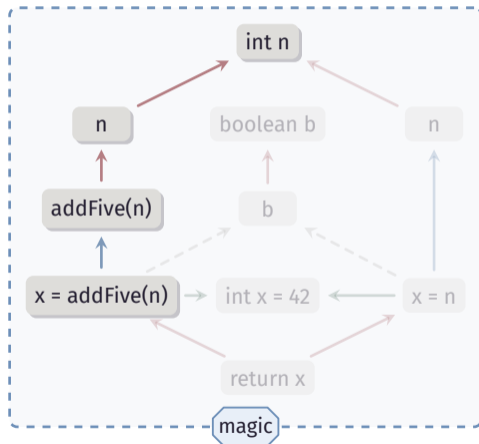 int n
n
boolean b
n
addFive(n)
b
x = addFive(n)
int x = 42
x = n
return x
magic